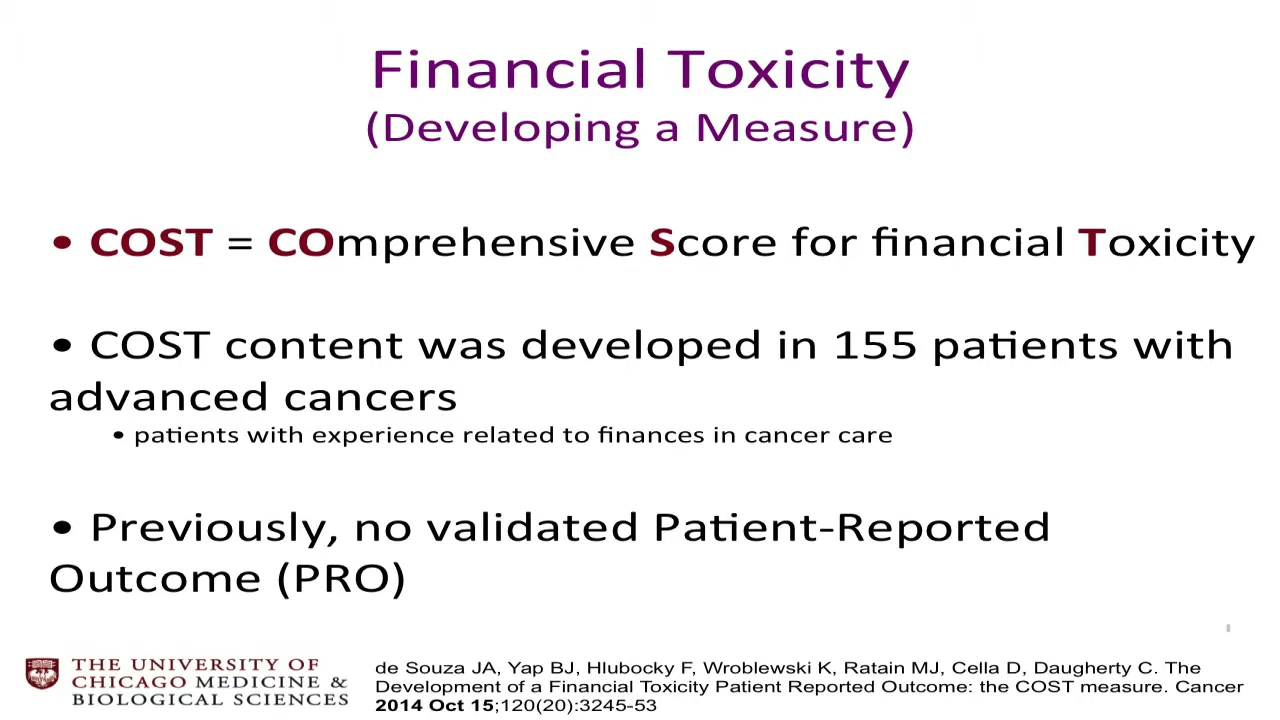 Financial Toxicity
(Developing a Measure)
• COST = COmprehensive Score for financial Toxicity
• COST content was developed in 155 patients with
advanced cancers
• patients with experience related to finances in cancer care
• Previously, no validated Patient-Reported
Outcome (PRO)
THE UNIVERSITY OF
CHICAGO MEDICINE &
BIOLOGICAL SCIENCES
de Souza JA, Yap BJ, Hlubocky F, Wroblewski K, Ratain MJ, Cella D, Daugherty C. The
Development of a Financial Toxicity Patient Reported Outcome: the COST measure. Cancer
2014 Oct 15;120(20):3245-53